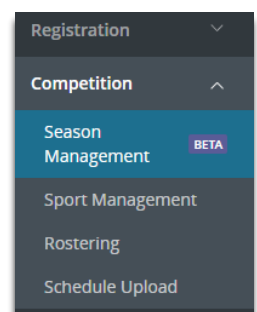 Registration
Competition
Season
Management BETA
Sport Management
Rostering
Schedule Upload